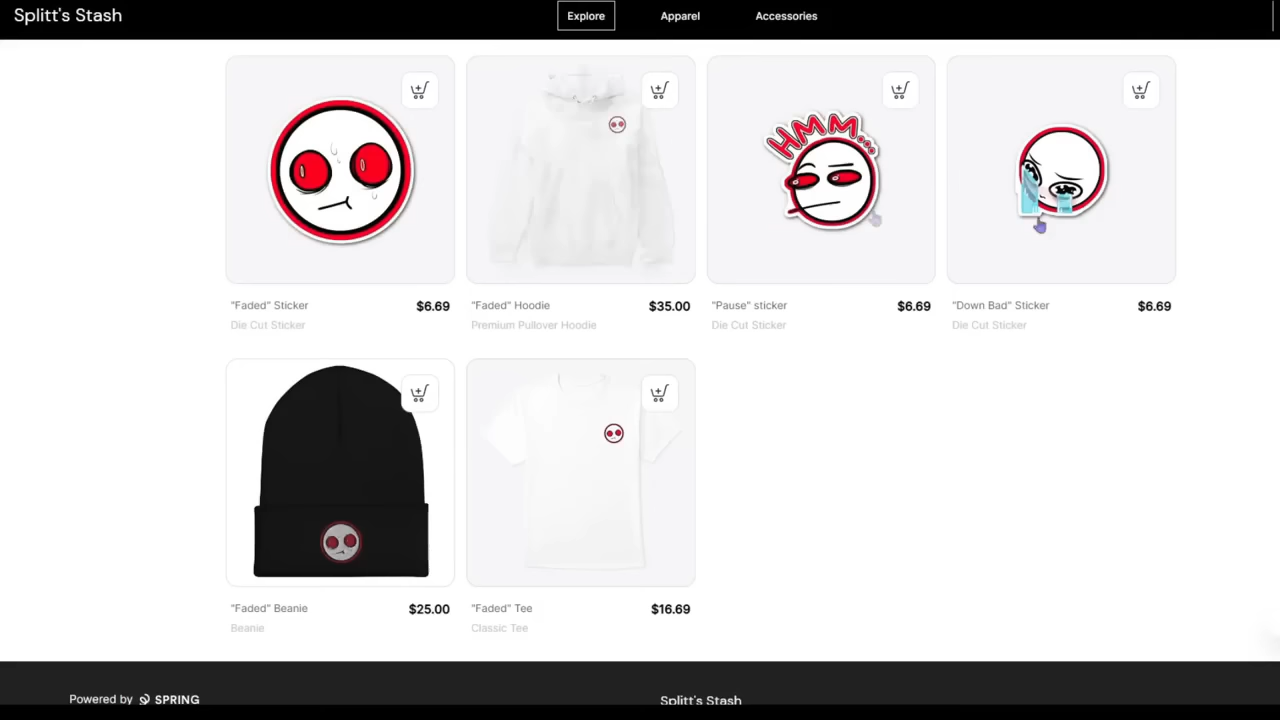 Splitt's Stash
Explore
Apparel
Accessories
HMM...
"Faded" Sticker
$6.69
Die Cut Sticker
"Faded" Hoodie
$35.00
Premium Pullover Hoodie
"Pause" sticker
$6.69
Die Cut Sticker
"Down Bad" Sticker
$6.69
Die Cut Sticker
"Faded" Beanie
$25.00
Beanie
"Faded" Tee
$16.69
Classic Tee
Powered by SPRING
Splitt's Stash